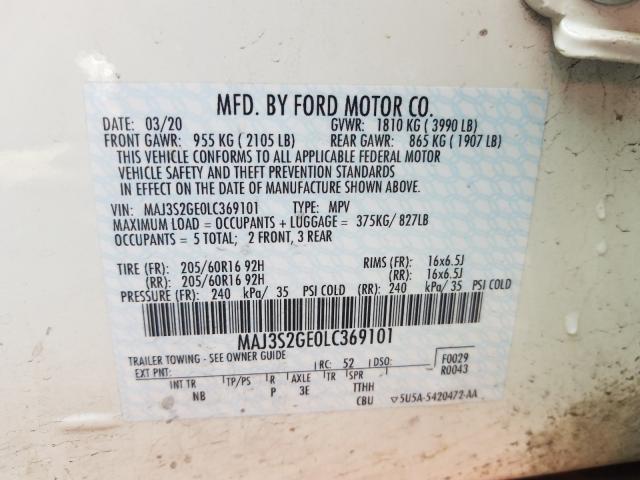 MFD. BY FORD MOTOR CO.
DATE: 03/20 GVWR: 1810 KG ( 3990 LB)
FRONT GAWR: 955 KG ( 2105 LB) REAR GAWR: 865 KG ( 1907 LB)
THIS VEHICLE CONFORMS TO ALL APPLICABLE FEDERAL MOTOR
VEHICLE SAFETY AND THEFT PREVENTION STANDARDS
IN EFFECT ON THE DATE OF MANUFACTURE SHOWN ABOVE.
VIN: MAJ3S2GE0LC369101 TYPE: MPV
MAXIMUM LOAD = OCCUPANTS + LUGGAGE = 375KG/ 827LB
OCCUPANTS = 5 TOTAL; 2 FRONT, 3 REAR
TIRE (FR): 205/60R16 92H RIMS (FR): 16x6.5J
(RR): 205/60R16 92H (RR): 16x6.5J
PRESSURE (FR): 240 kPa/ 35 PSI COLD (RR): 240 kPa/ 35 PSI COLD
MAJ3S2GE0LC369101
TRAILER TOWING - SEE OWNER GUIDE F0029
EXT PNT: RC: 52 DSO: R0043
INT TR TP/PS R AXLE TR SPR TTHH
NB P 3E CBU ▽5U5A-5420472-AA